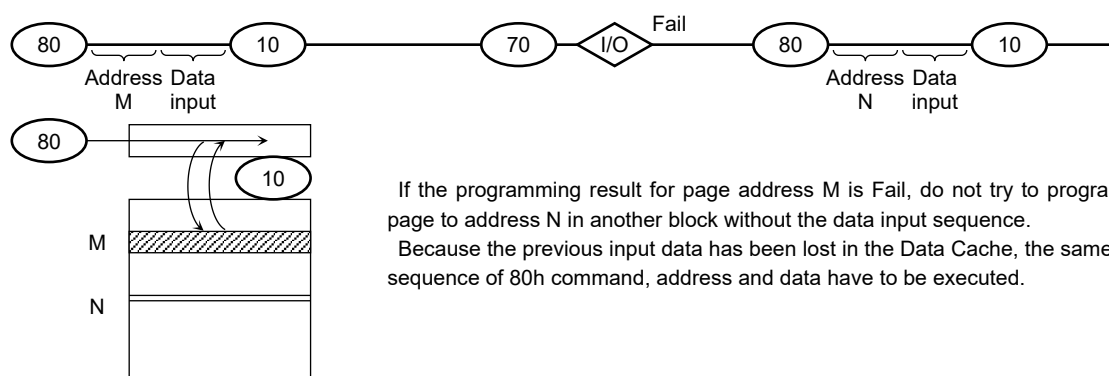 80 10 70 I/O Fail 80 10
Address Data Address Data
M input N input
80
10
If the programming result for page address M is Fail, do not try to
page to address N in another block without the data input sequence.
Because the previous input data has been lost in the Data Cache, the same
sequence of 80h command, address and data have to be executed.
M
N